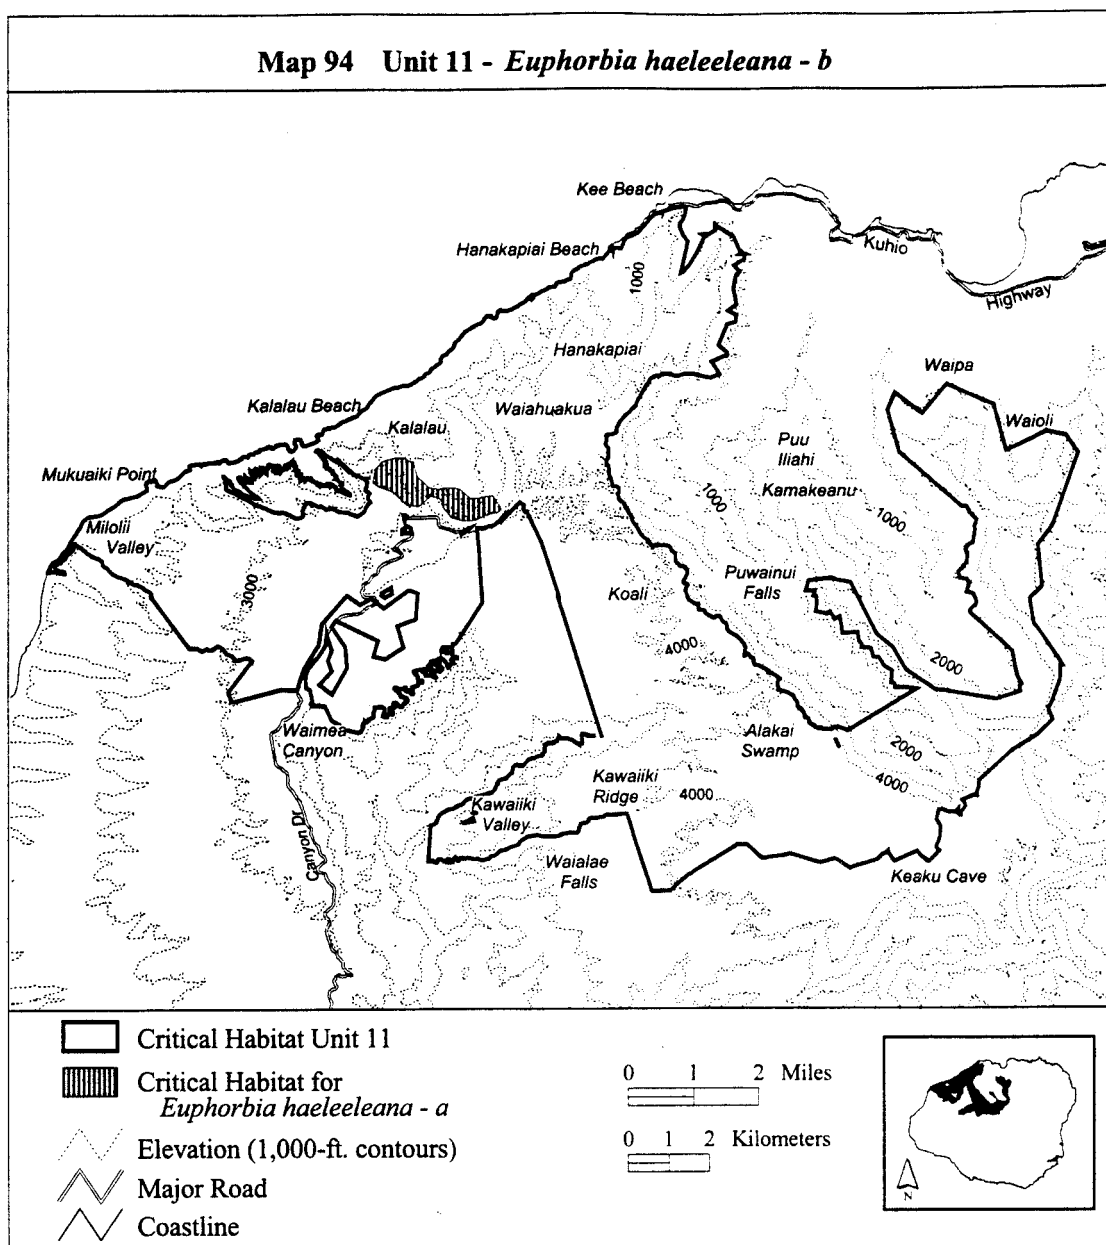 Map 94 Unit 11 - Euphorbia haeleeleana - b
Kee Beach
Kuhio
Hanakapiai Beach
1000
Highway
Hanakapiai
Waipa
Kalalau Beach
Waiahuakua
Waioli
Kalalau
Puu
Iliahi
Mukuaiki Point
Kamakeanu
1000
1000
Milolii
Valley
3000
Puwainui
Falls
Koali
4000
2000
Waimea
Canyon
Alakai
Swamp
2000
4000
Kawaiiki
Ridge
4000
Kawaiiki
Valley
Canyon Dr
Waialae
Falls
Keaku Cave
Critical Habitat Unit 11
Critical Habitat for
Euphorbia haeleeleana - a
Elevation (1,000-ft. contours)
Major Road
Coastline
0 1 2 Miles
0 1 2 Kilometers
N